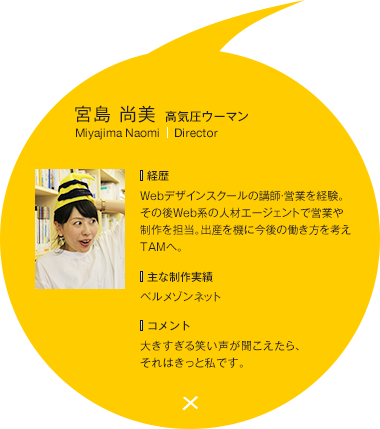 宮島 尚美 高気圧ウーマン
Miyajima Naomi | Director
経歴
Webデザインスクールの講師・営業を経験。
その後Web系の人材エージェントで営業や
制作を担当。出産を機に今後の働き方を考え
TAMへ。
主な制作実績
ベルメゾンネット
コメント
大きすぎる笑い声が聞こえたら、
それはきっと私です。